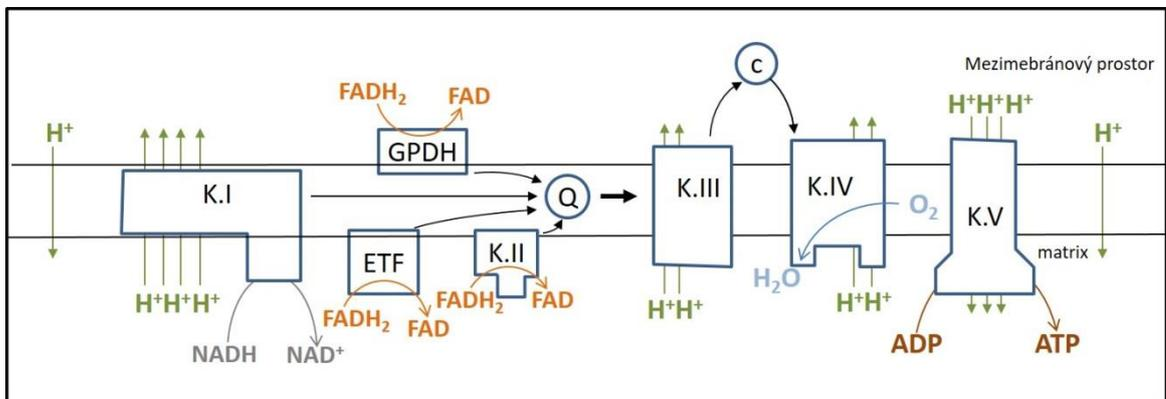 Mezimebránový prostor
FADH₂ FAD
H⁺ H⁺H⁺ H⁺ H⁺
GPDH
c
K.I Q K.III K.IV O₂ K.V
ETF K.II matrix
H₂O
H⁺H⁺H⁺H⁺ FADH₂ FAD FADH₂ FAD H⁺H⁺ H⁺H⁺
NADH NAD⁺ ADP ATP